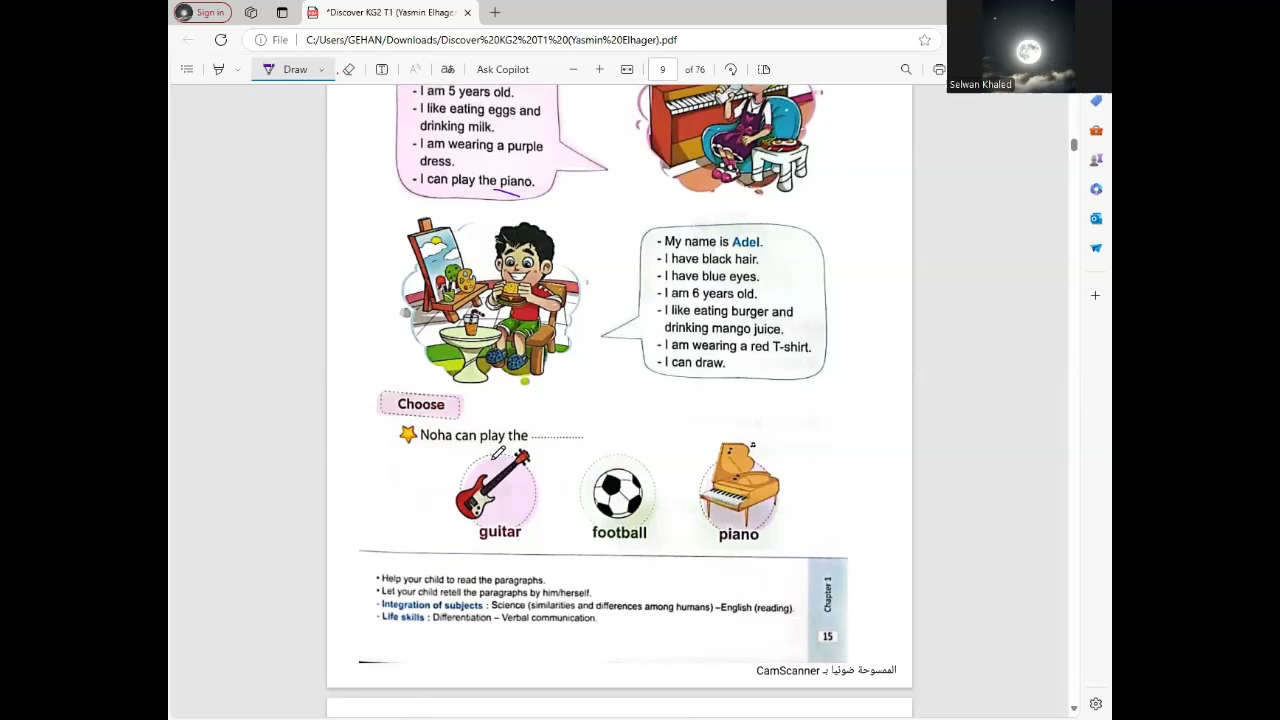 Sign in
*Discover KG2 T1 (Yasmin Elhager
File
C:/Users/GEHAN/Downloads/Discover%20KG2%20T1%20(Yasmin%20Elhager).pdf
Draw
Ask Copilot
9 of 76
Selwan Khaled
- I am 5 years old.
- I like eating eggs and
drinking milk.
- I am wearing a purple
dress.
- I can play the piano.
- My name is Adel.
- I have black hair.
- I have blue eyes.
- I am 6 years old.
- I like eating burger and
drinking mango juice.
- I am wearing a red T-shirt.
- I can draw.
Choose
Noha can play the ...............
guitar
football
piano
• Help your child to read the paragraphs.
• Let your child retell the paragraphs by him/herself.
- Integration of subjects : Science (similarities and differences among humans) –English (reading).
- Life skills : Differentiation – Verbal communication.
Chapter 1
15
الممسوحة ضوئيا بـ CamScanner